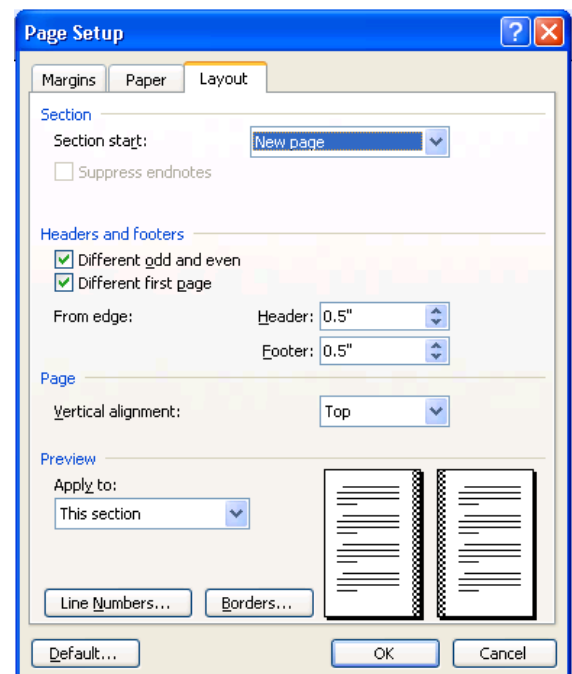 Page Setup
Margins Paper Layout
Section
Section start: New page
Suppress endnotes
Headers and footers
Different odd and even
Different first page
From edge: Header: 0.5"
Footer: 0.5"
Page
Vertical alignment: Top
Preview
Apply to:
This section
Line Numbers... Borders...
Default... OK Cancel